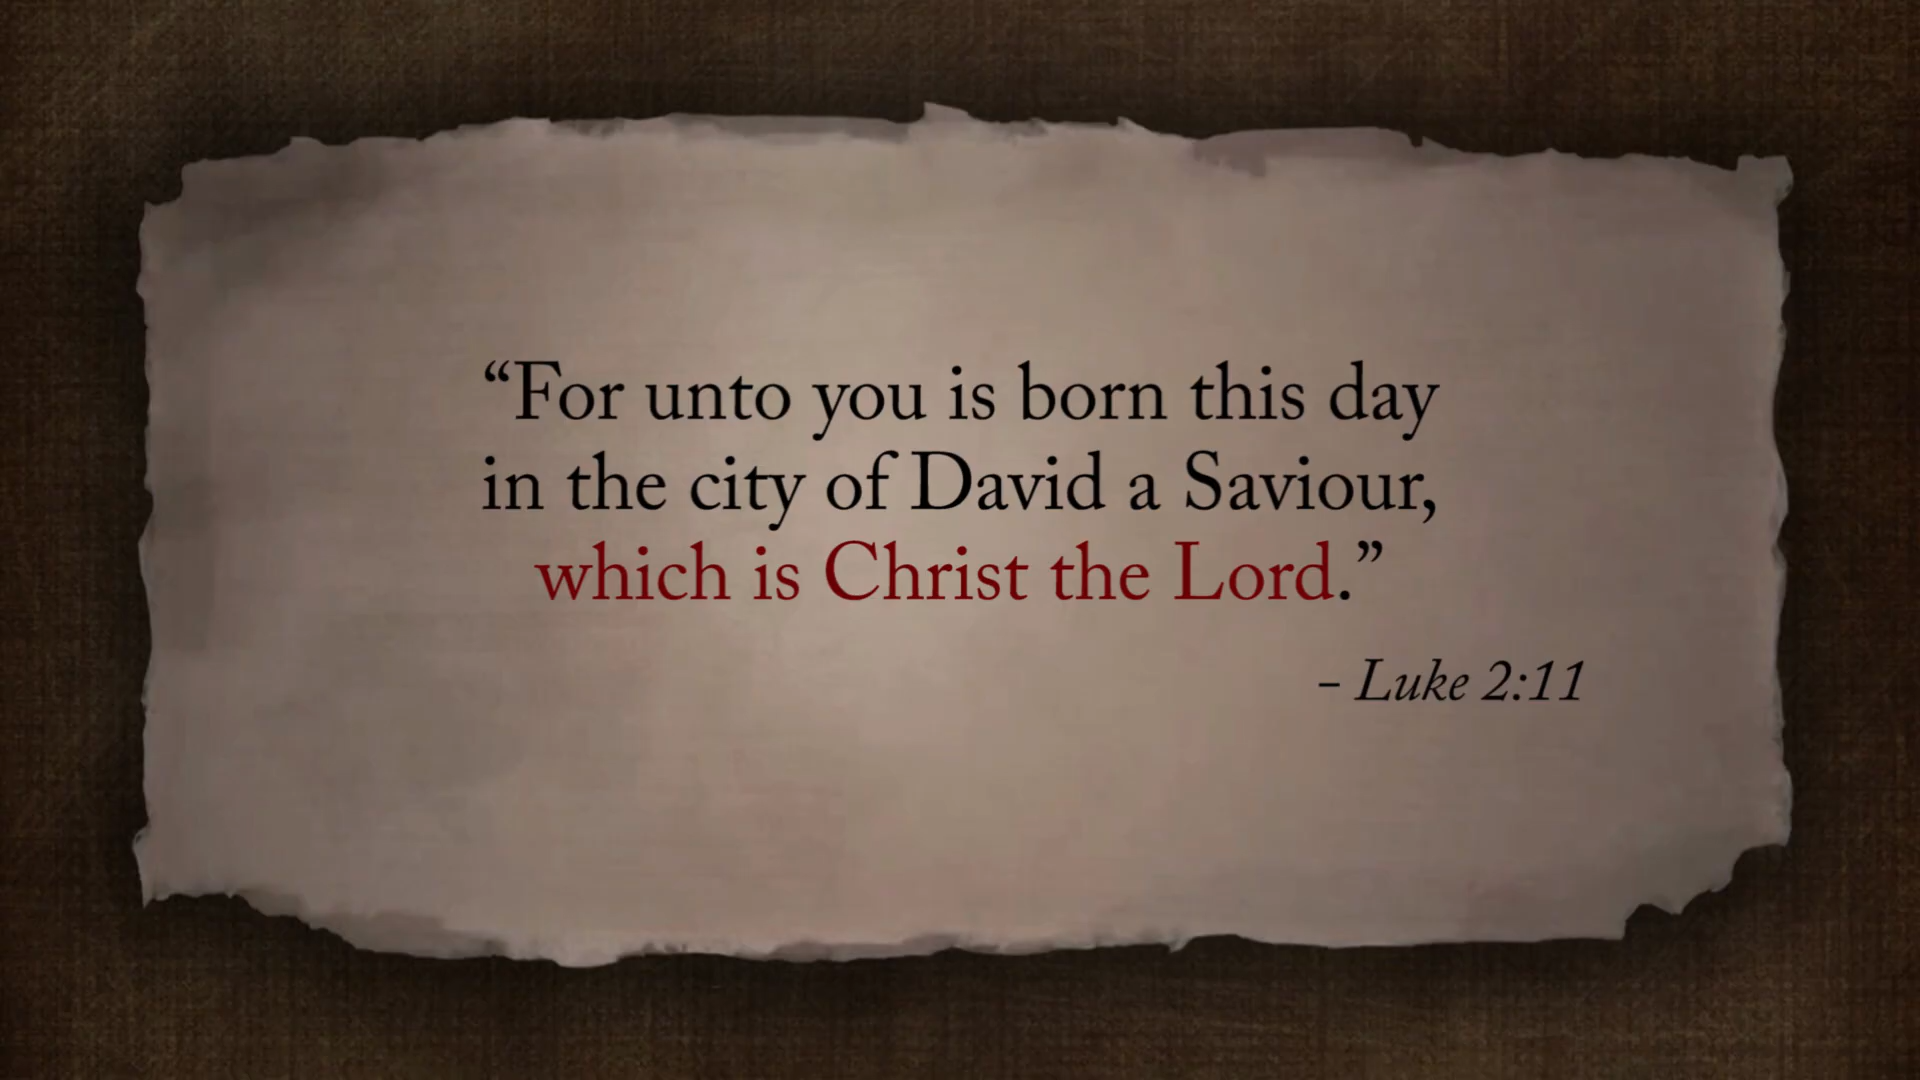 “For unto you is born this day
in the city of David a Saviour,
which is Christ the Lord.”
– Luke 2:11